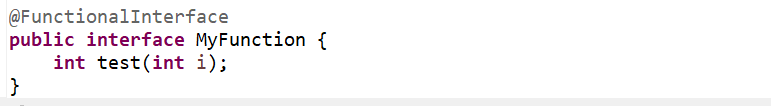 @FunctionalInterface
public interface MyFunction {
    int test(int i);
}